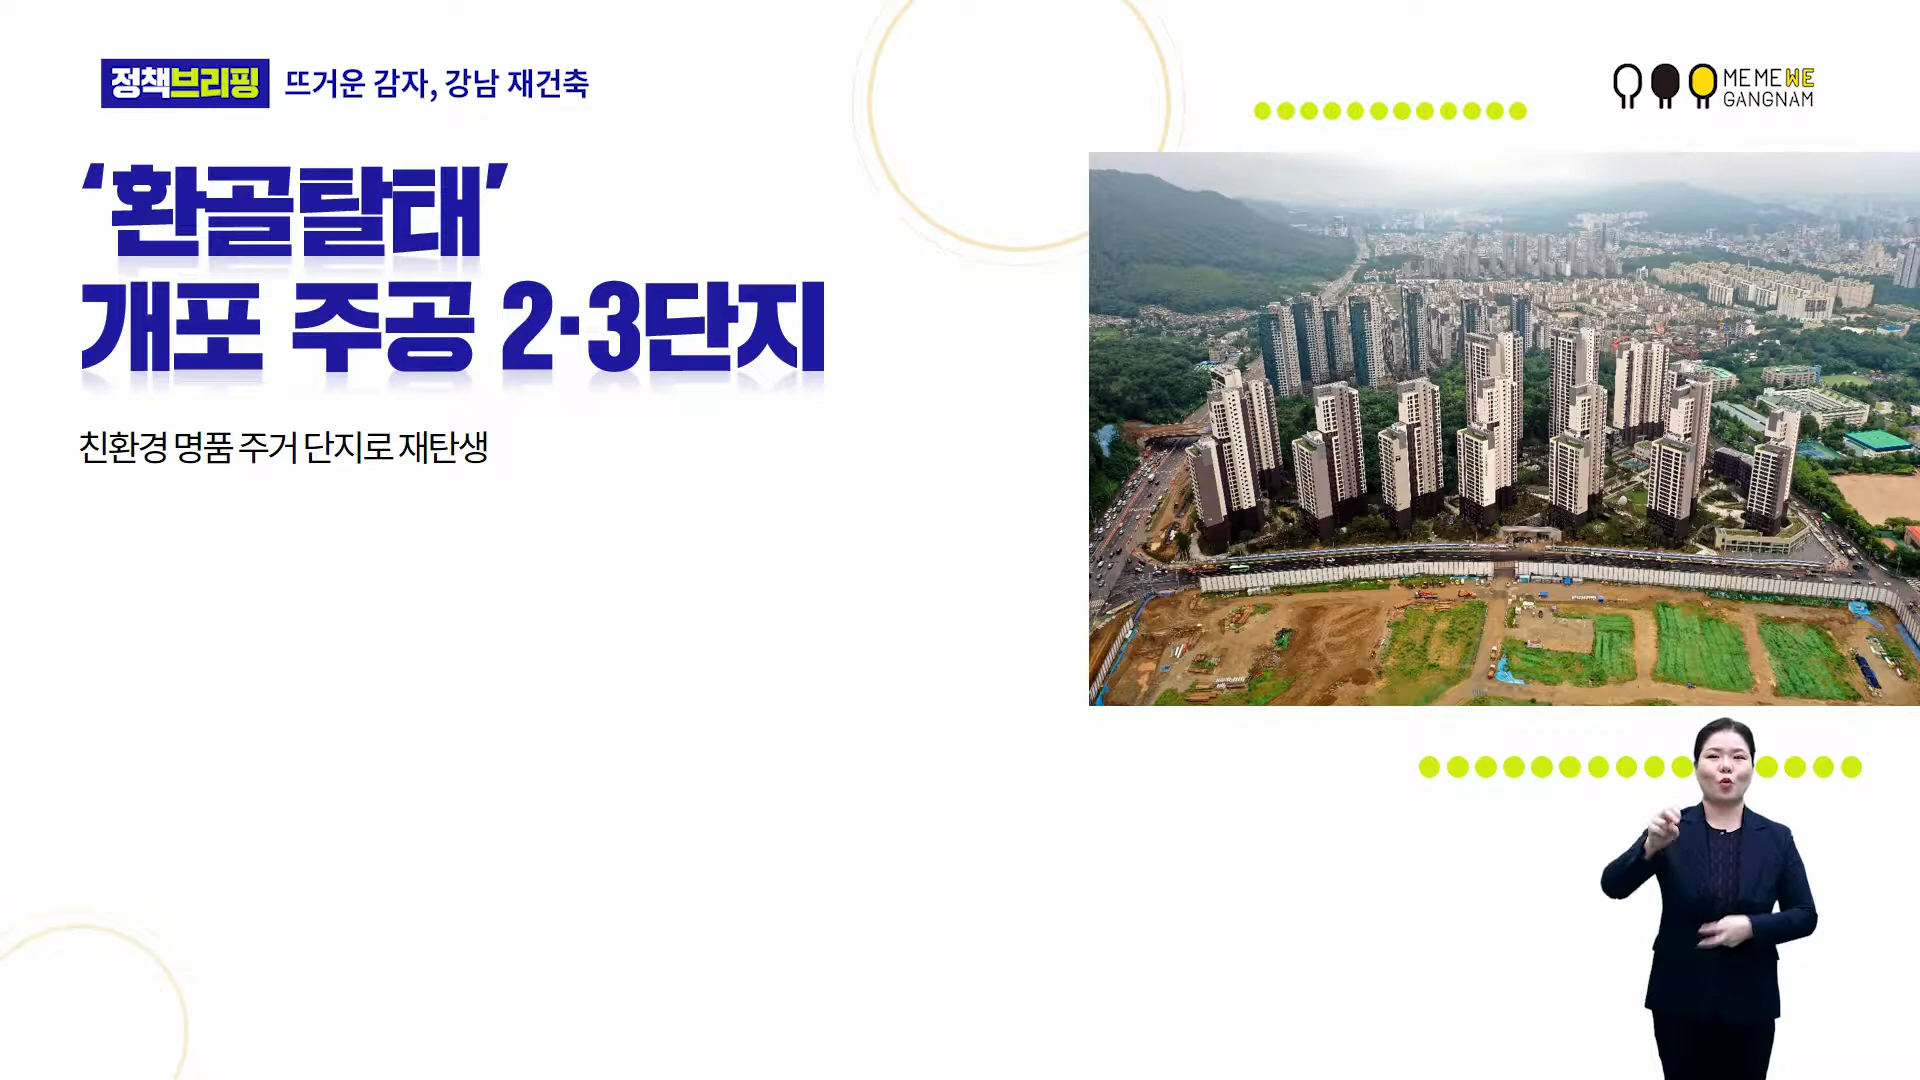 정책브리핑 뜨거운 감자, 강남 재건축
MEMEWE
GANGNAM
‘환골탈태’
개포 주공 2·3단지
친환경 명품 주거 단지로 재탄생